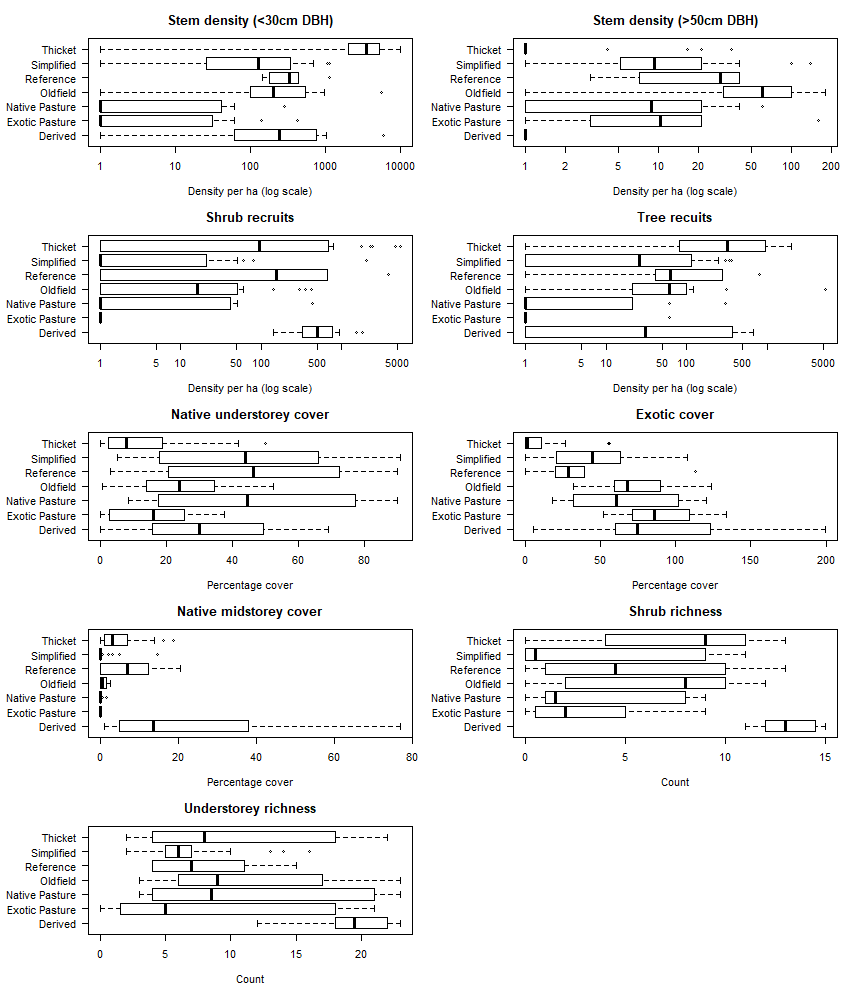 Stem density (<30cm DBH)
Thicket
Simplified
Reference
Oldfield
Native Pasture
Exotic Pasture
Derived
1 10 100 1000 10000
Density per ha (log scale)
Stem density (>50cm DBH)
Thicket
Simplified
Reference
Oldfield
Native Pasture
Exotic Pasture
Derived
1 2 5 10 20 50 100 200
Density per ha (log scale)
Shrub recruits
Thicket
Simplified
Reference
Oldfield
Native Pasture
Exotic Pasture
Derived
1 5 10 50 100 500 5000
Density per ha (log scale)
Tree recuits
Thicket
Simplified
Reference
Oldfield
Native Pasture
Exotic Pasture
Derived
1 5 10 50 100 500 5000
Density per ha (log scale)
Native understorey cover
Thicket
Simplified
Reference
Oldfield
Native Pasture
Exotic Pasture
Derived
0 20 40 60 80
Percentage cover
Exotic cover
Thicket
Simplified
Reference
Oldfield
Native Pasture
Exotic Pasture
Derived
0 50 100 150 200
Percentage cover
Native midstorey cover
Thicket
Simplified
Reference
Oldfield
Native Pasture
Exotic Pasture
Derived
0 20 40 60 80
Percentage cover
Shrub richness
Thicket
Simplified
Reference
Oldfield
Native Pasture
Exotic Pasture
Derived
0 5 10 15
Count
Understorey richness
Thicket
Simplified
Reference
Oldfield
Native Pasture
Exotic Pasture
Derived
0 5 10 15 20
Count